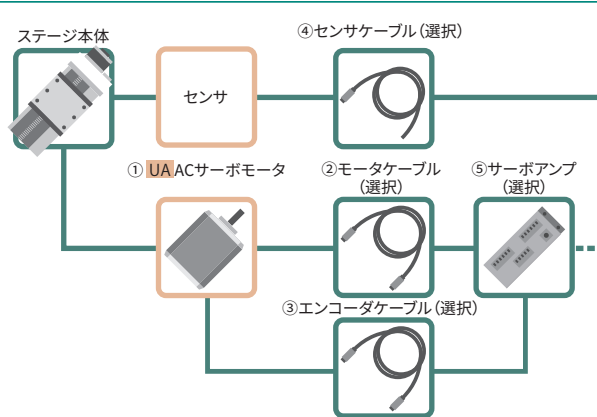 ステージ本体
④センサケーブル(選択)
センサ
① UA ACサーボモータ
②モータケーブル
(選択)
⑤サーボアンプ
(選択)
③エンコーダケーブル(選択)